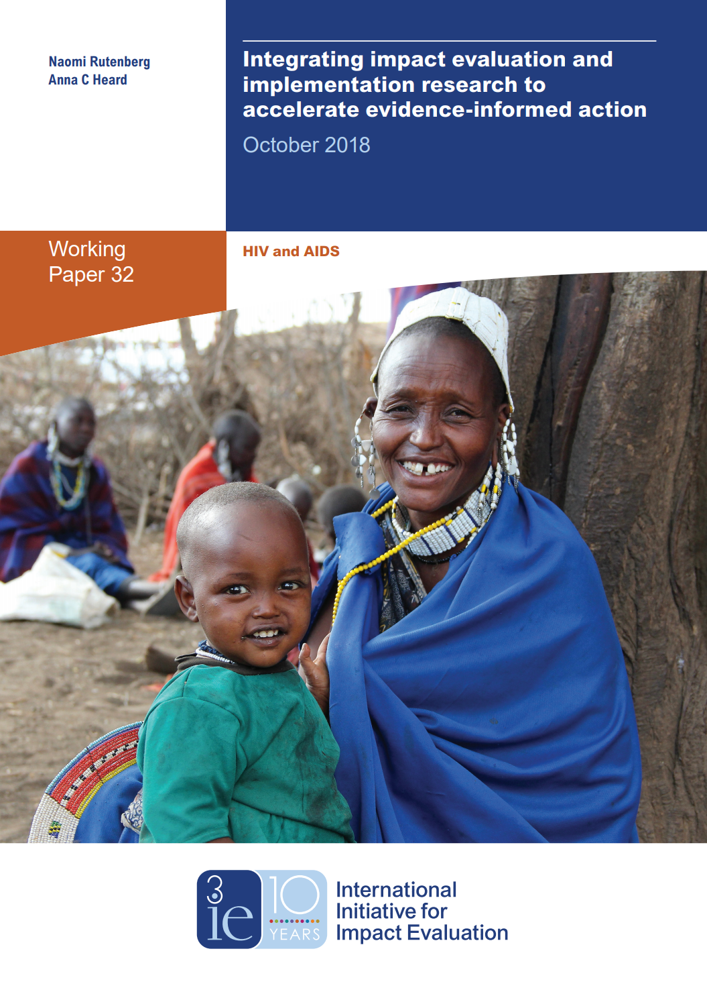 Naomi Rutenberg
Anna C Heard
Integrating impact evaluation and
implementation research to
accelerate evidence-informed action
October 2018
Working
Paper 32
HIV and AIDS
3ie
10
YEARS
International
Initiative for
Impact Evaluation